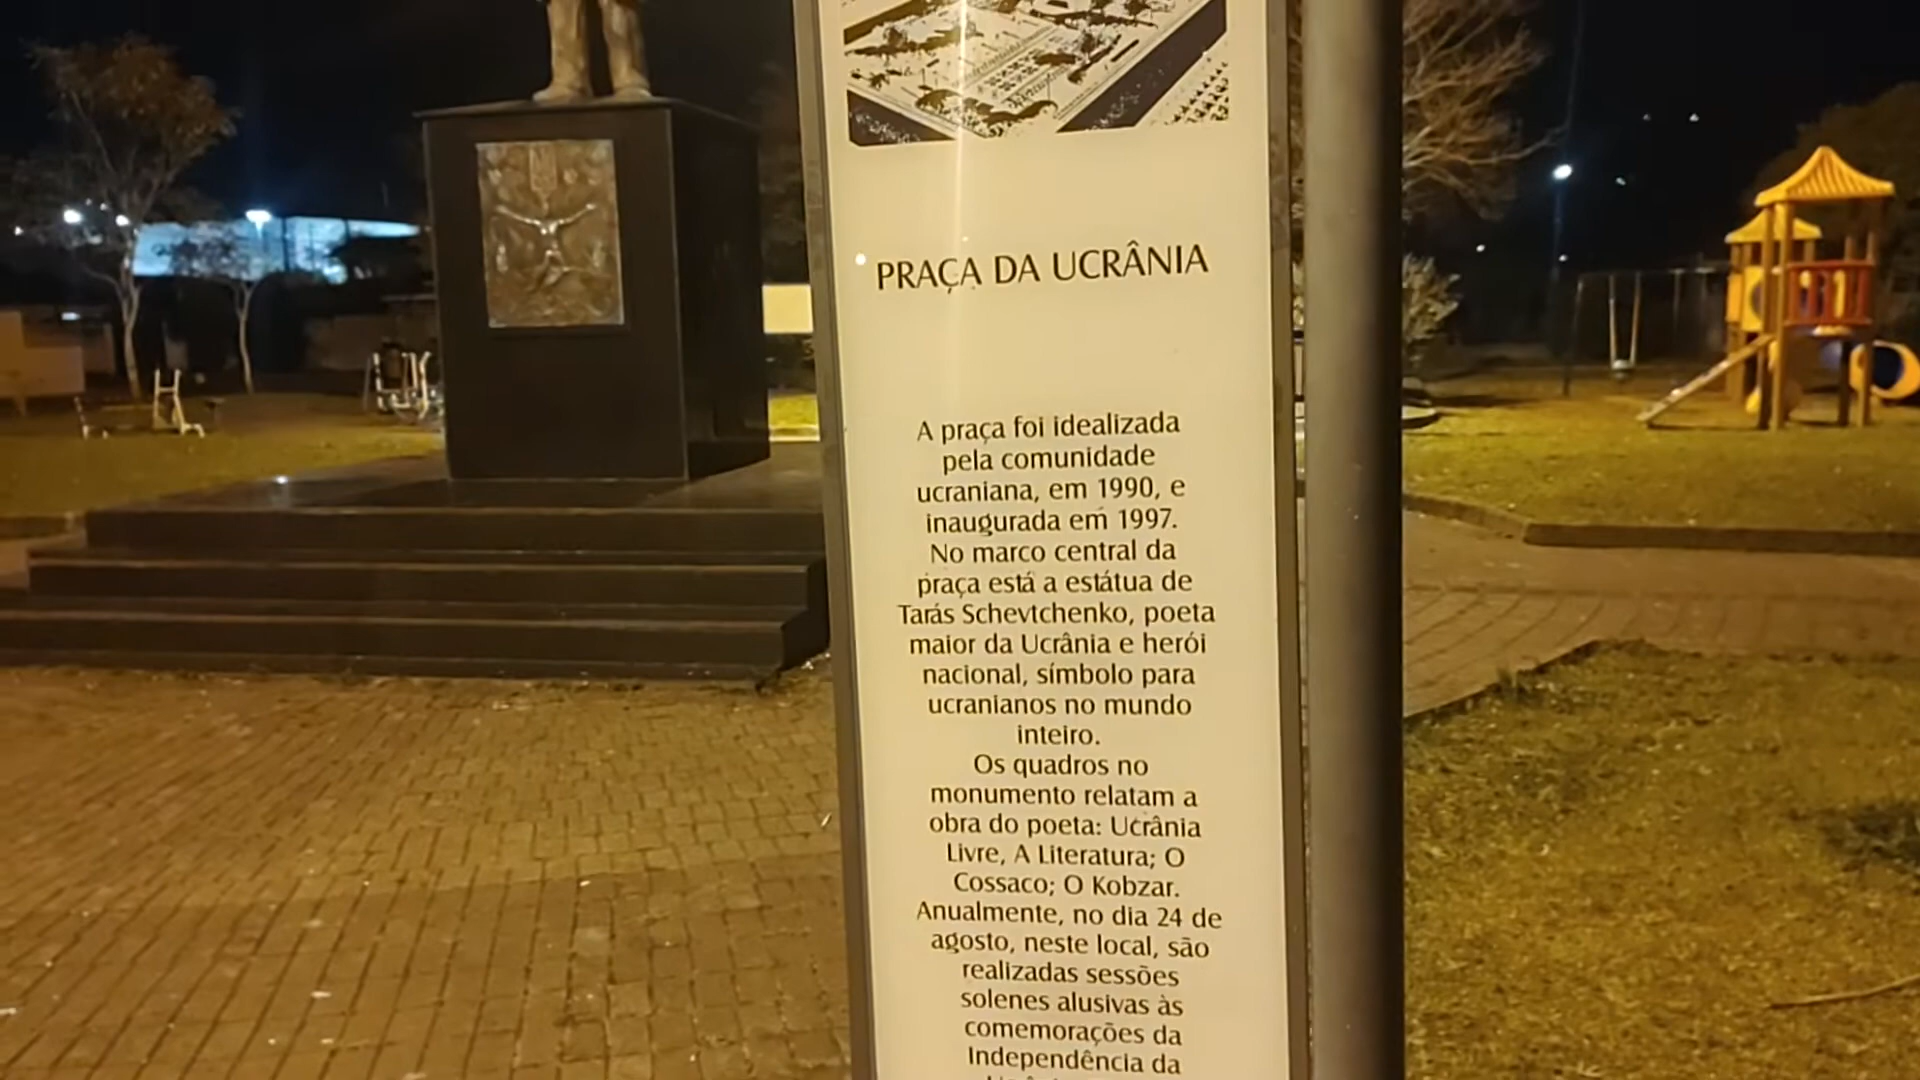 PRAÇA DA UCRÂNIA
A praça foi idealizada
pela comunidade
ucraniana, em 1990, e
inaugurada em 1997.
No marco central da
praça está a estátua de
Tarás Schevtchenko, poeta
maior da Ucrânia e herói
nacional, símbolo para
ucranianos no mundo
inteiro.
Os quadros no
monumento relatam a
obra do poeta: Ucrânia
Livre, A Literatura; O
Cossaco; O Kobzar.
Anualmente, no dia 24 de
agosto, neste local, são
realizadas sessões
solenes alusivas às
comemorações da
Independência da